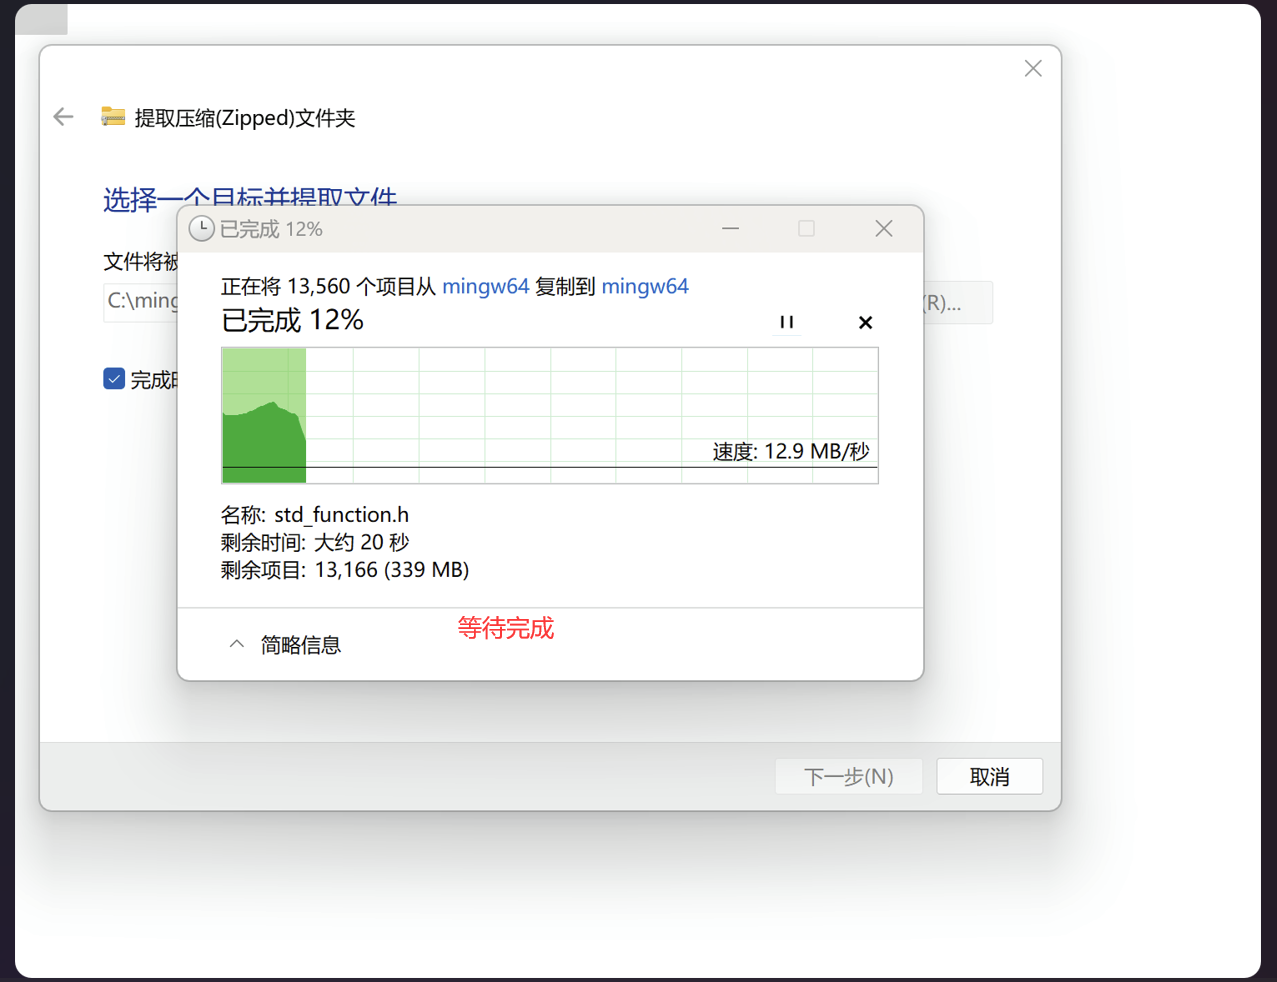 提取压缩(Zipped)文件夹
选择一个目标并提取文件
已完成 12%
文件将被
正在将 13,560 个项目从 mingw64 复制到 mingw64
C:\ming
(R)...
已完成 12%
完成
速度: 12.9 MB/秒
名称: std_function.h
剩余时间: 大约 20 秒
剩余项目: 13,166 (339 MB)
等待完成
简略信息
下一步(N)
取消